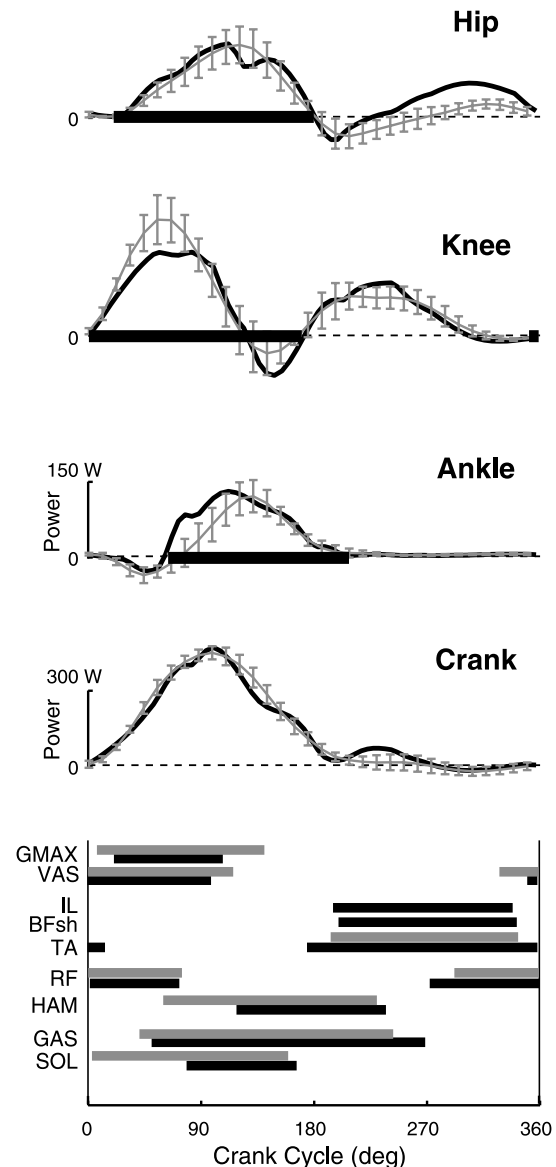 Hip
0
Knee
0
Ankle
150 W
Power
0
Crank
300 W
Power
0
GMAX
VAS
IL
BFsh
TA
RF
HAM
GAS
SOL
0 90 180 270 360
Crank Cycle (deg)